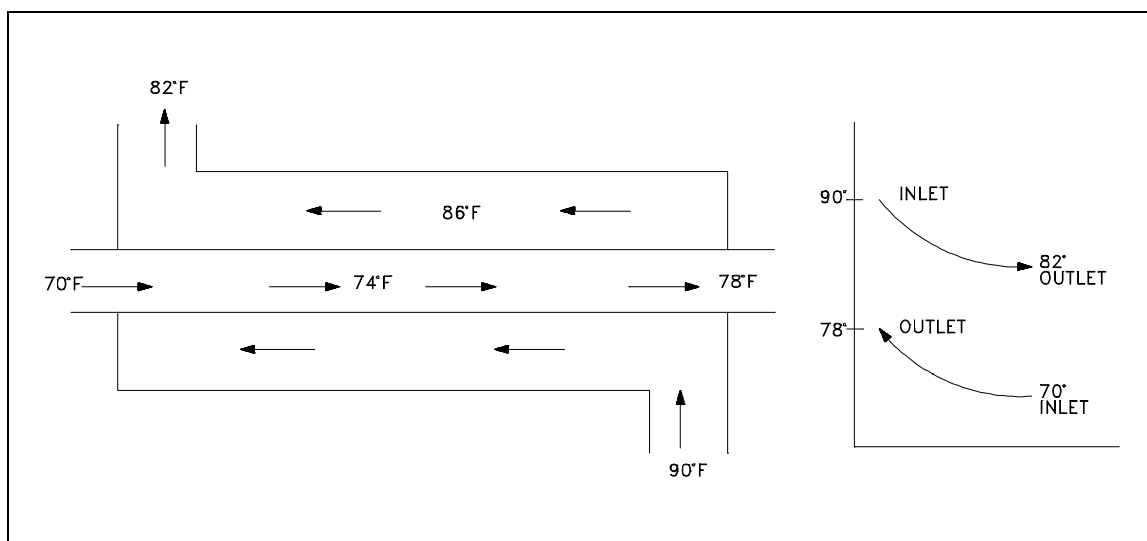 82°F
86°F
70°F
74°F
78°F
90°F
90°
INLET
82°
OUTLET
78°
OUTLET
70°
INLET